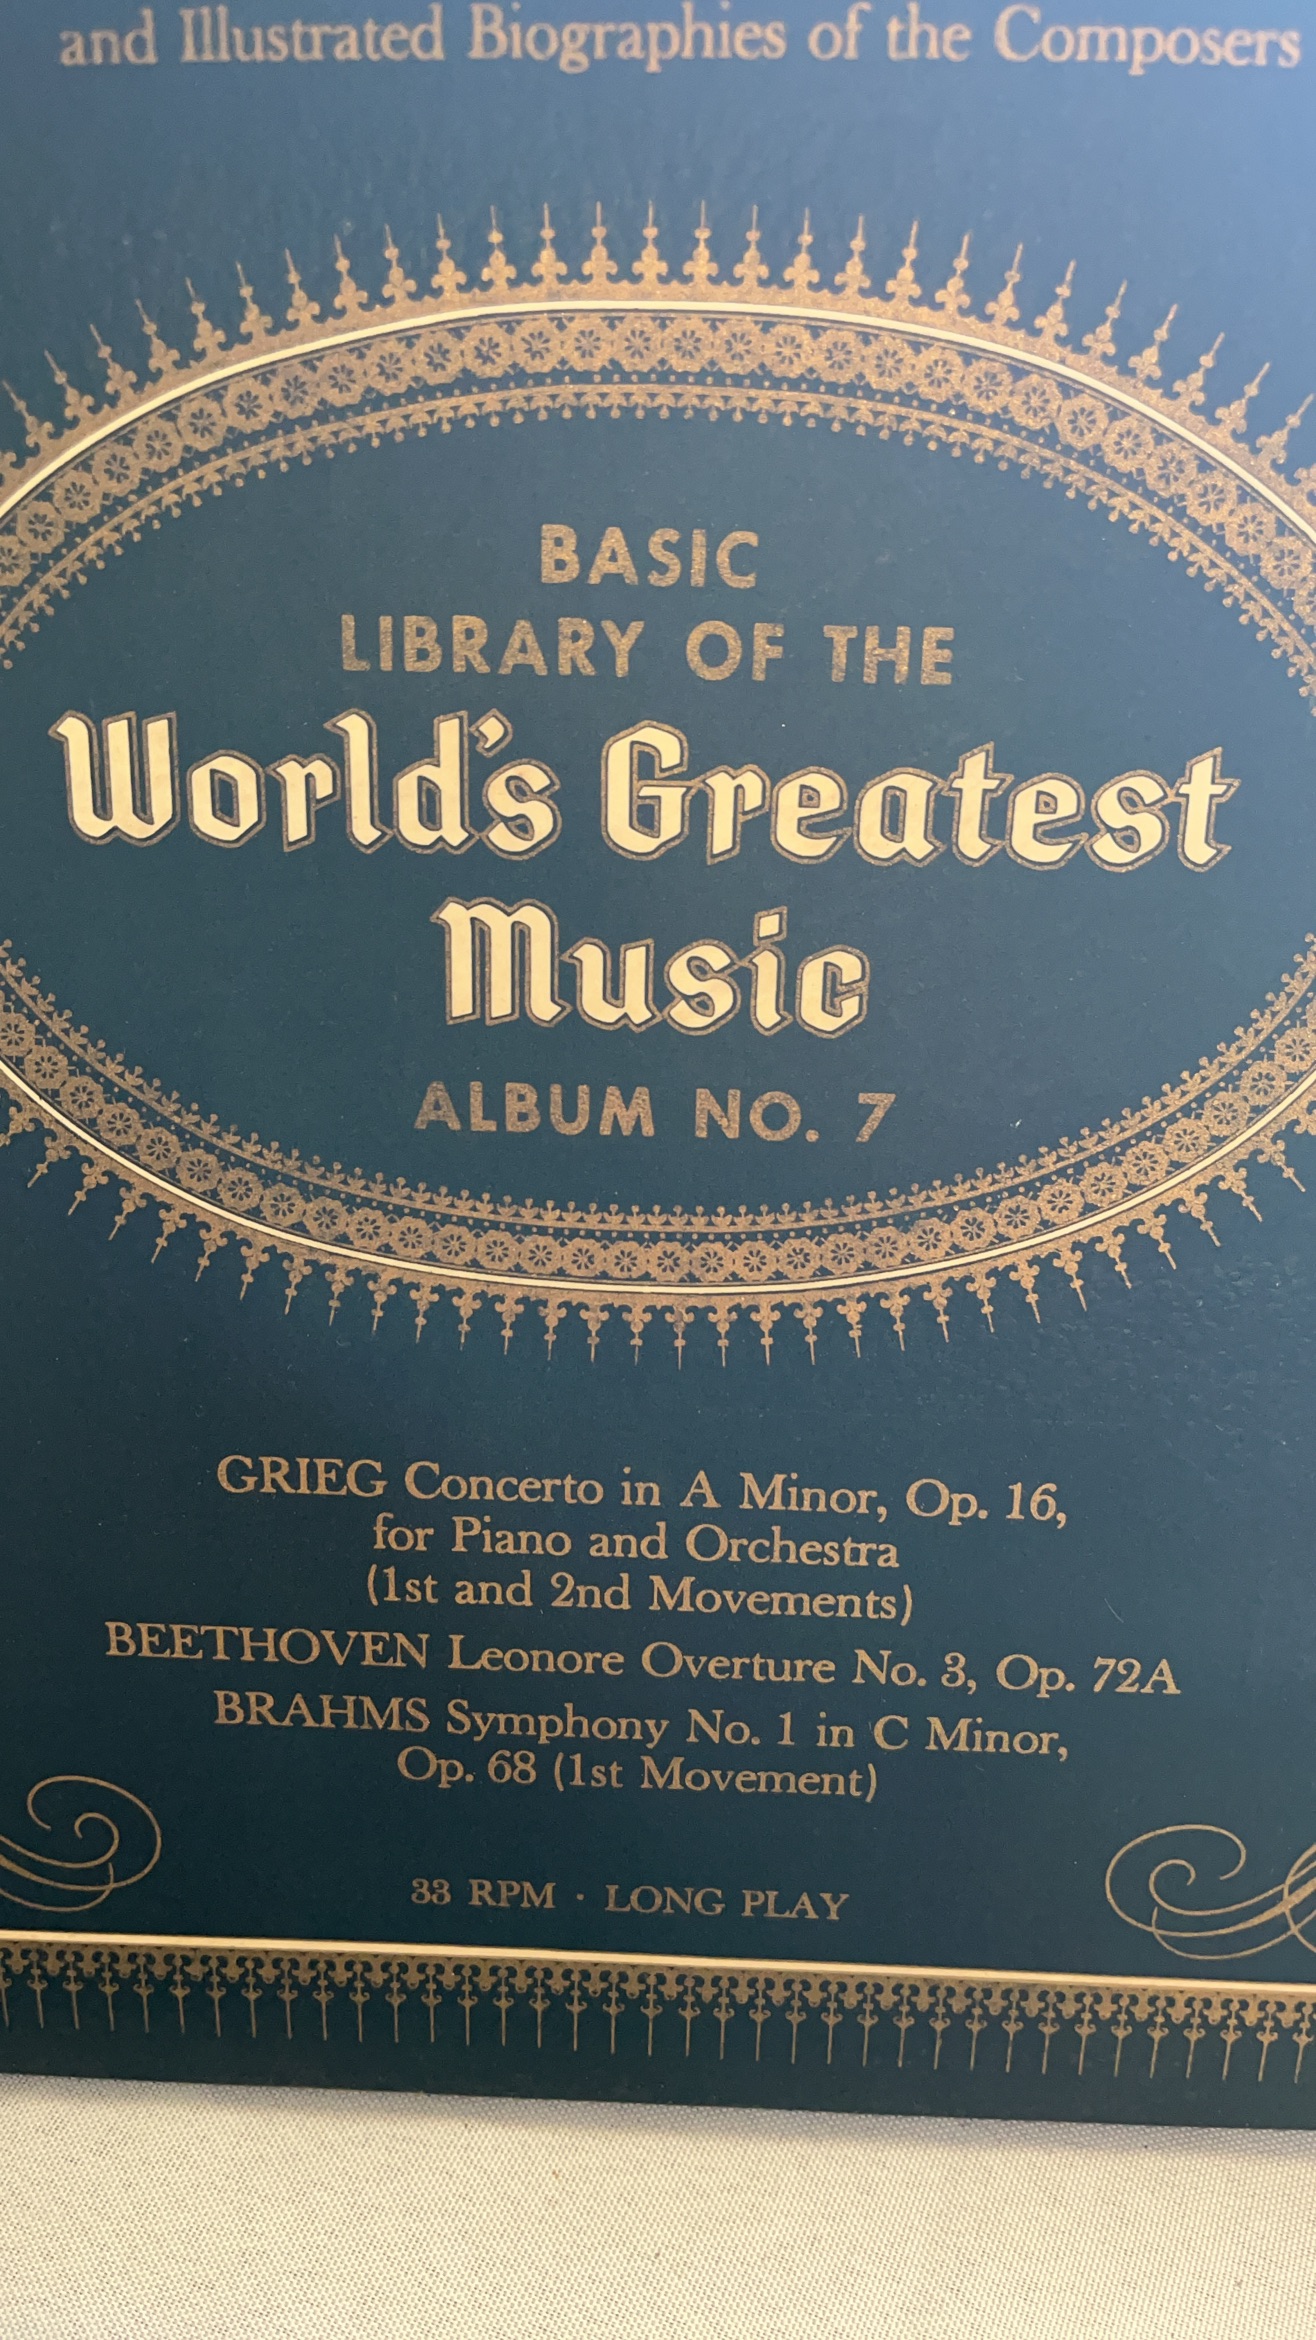 and Illustrated Biographies of the Composers
BASIC
LIBRARY OF THE
World's Greatest
Music
ALBUM NO. 7
GRIEG Concerto in A Minor, Op. 16,
for Piano and Orchestra
(1st and 2nd Movements)
BEETHOVEN Leonore Overture No. 3, Op. 72A
BRAHMS Symphony No. 1 in C Minor,
Op. 68 (1st Movement)
33 RPM · LONG PLAY